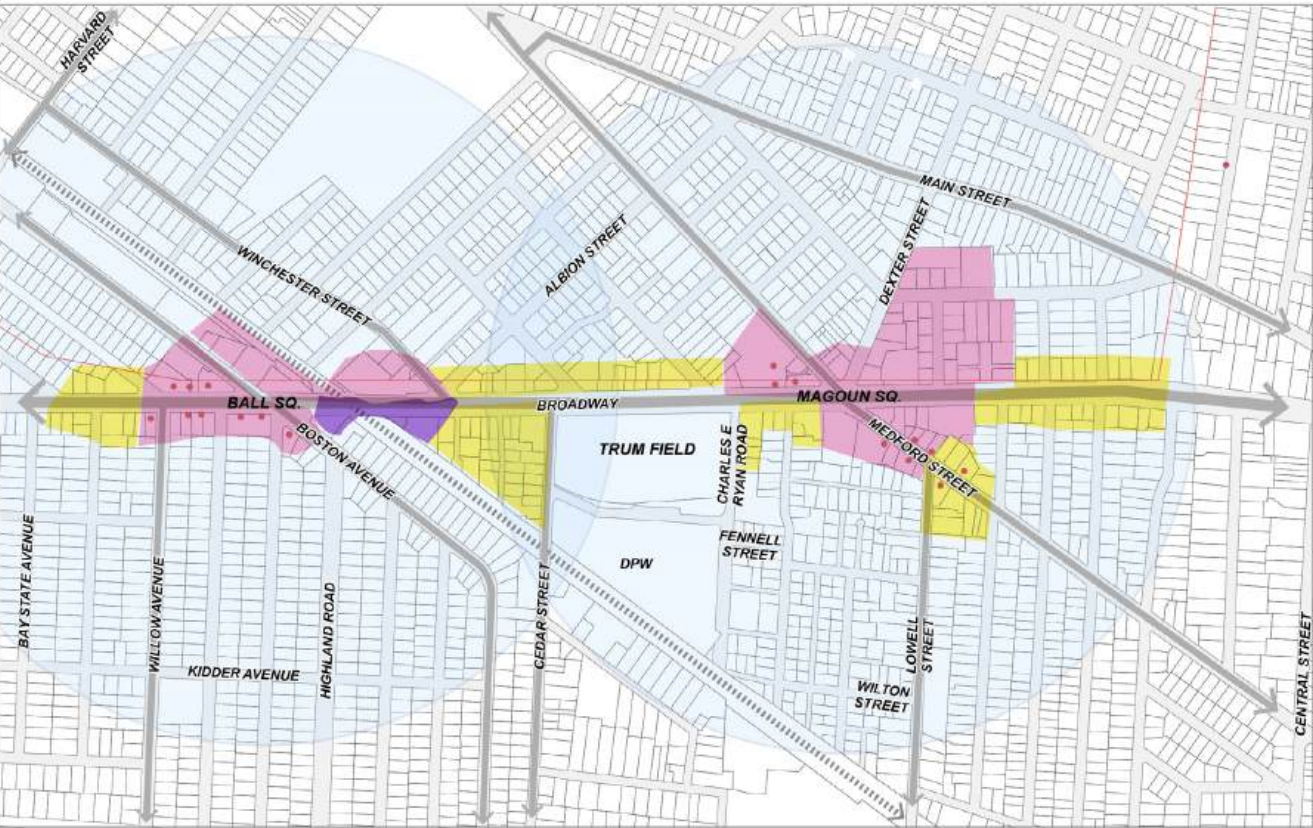 HARVARD
STREET
MAIN STREET
DEXTER STREET
ALBION STREET
WINCHESTER STREET
BALL SQ.
BROADWAY
MAGOUN SQ.
BOSTON AVENUE
TRUM FIELD
CHARLES E
RYAN ROAD
MEDFORD STREET
FENNELL
STREET
DPW
BAY STATE AVENUE
WILLOW AVENUE
HIGHLAND ROAD
CEDAR STREET
KIDDER AVENUE
LOWELL
STREET
WILTON
STREET
CENTRAL STREET